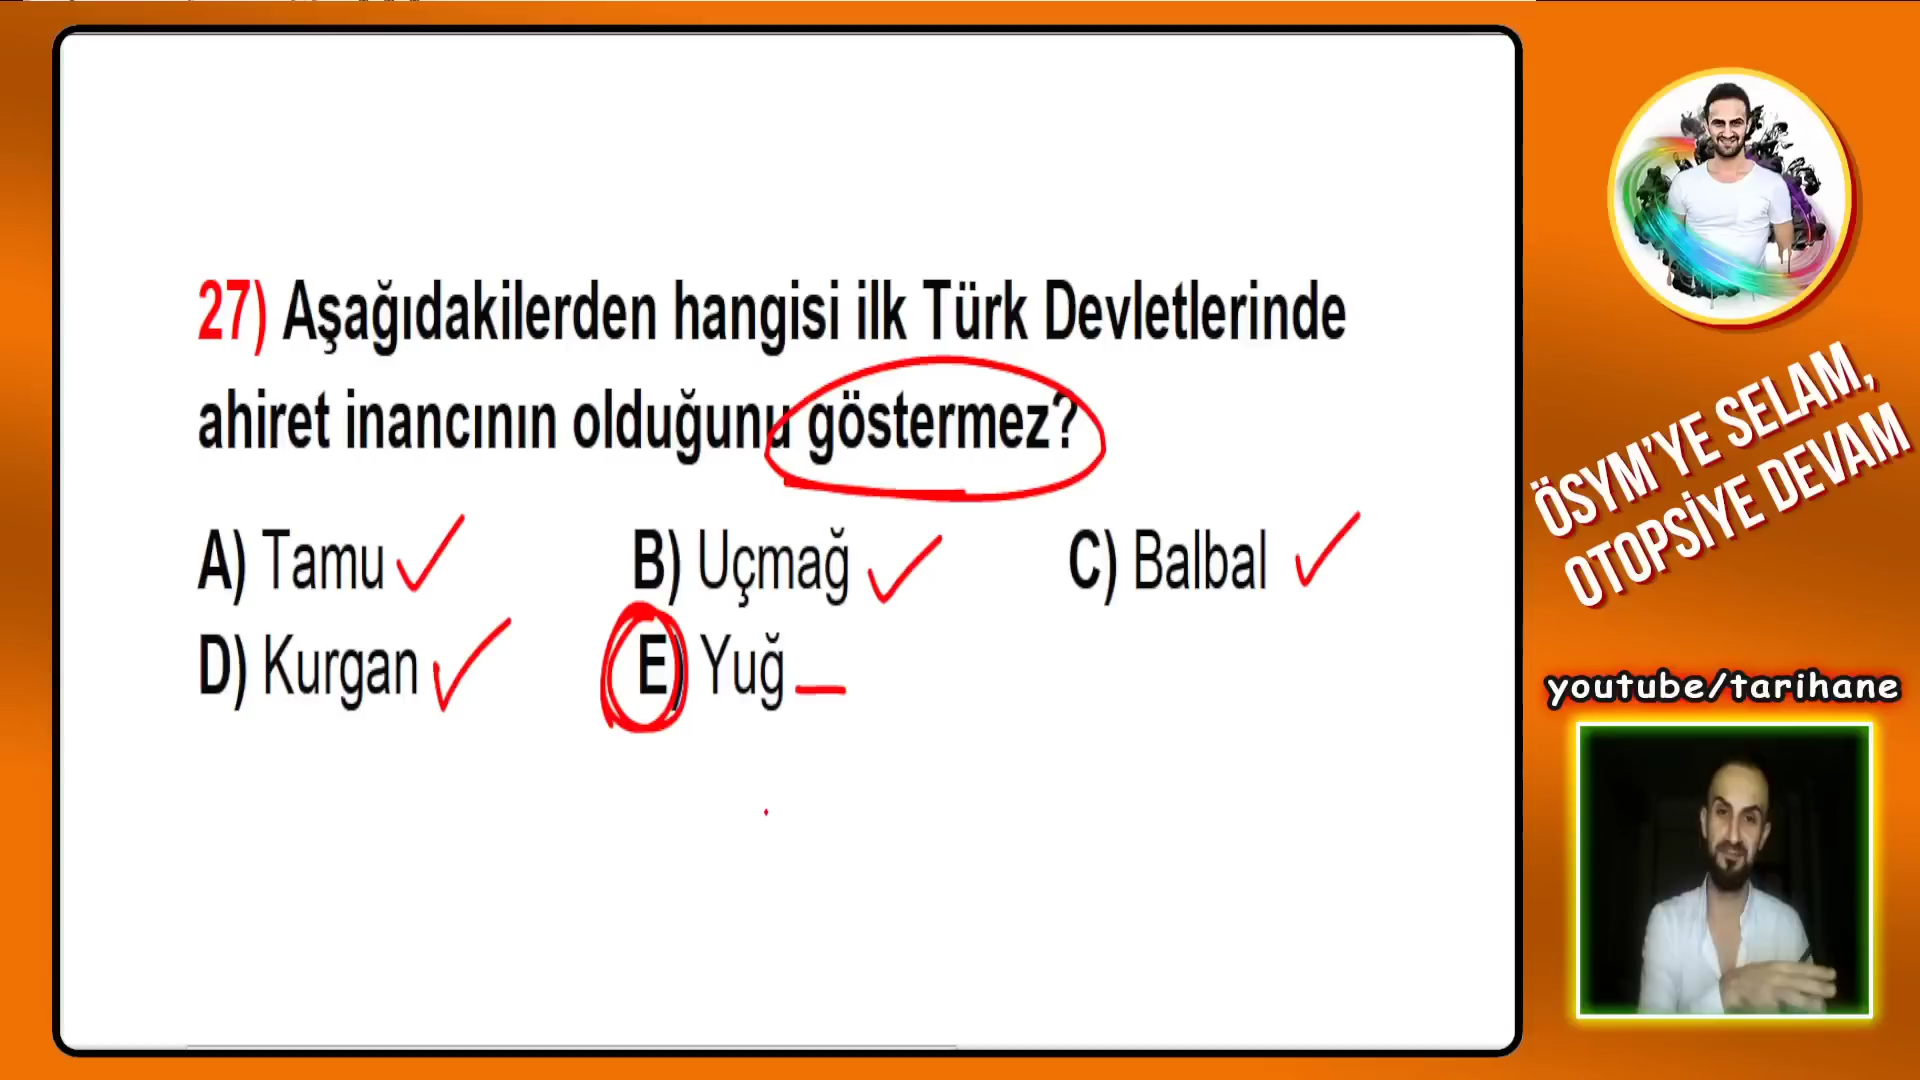 27) Aşağıdakilerden hangisi ilk Türk Devletlerinde
ahiret inancının olduğunu göstermez?
A) Tamu B) Uçmağ C) Balbal
D) Kurgan E) Yuğ
ÖSYM'YE SELAM,
OTOPSİYE DEVAM
youtube/tarihane